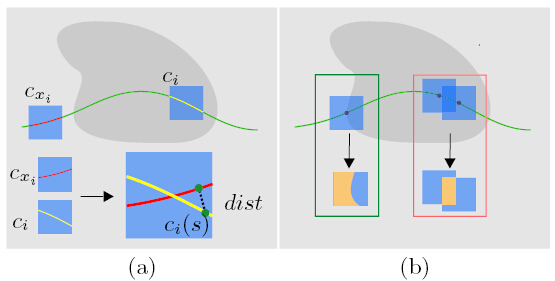 c_i
c_{x_i}
c_{x_i}
c_i
dist
c_i(s)
(a)
(b)